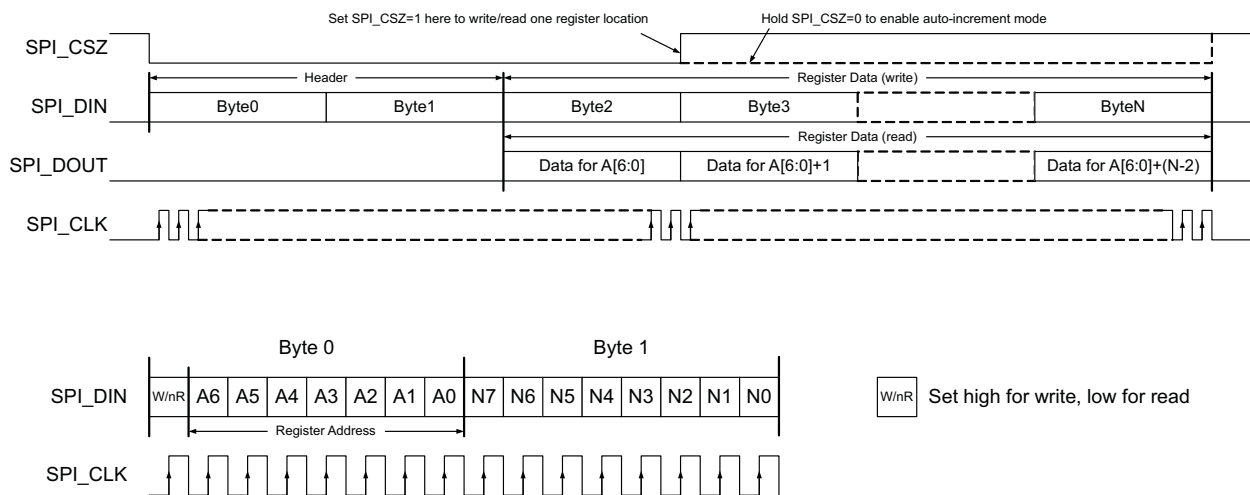 Set SPI_CSZ=1 here to write/read one register location
Hold SPI_CSZ=0 to enable auto-increment mode
SPI_CSZ
Header
Register Data (write)
SPI_DIN
Byte0
Byte1
Byte2
Byte3
ByteN
Register Data (read)
SPI_DOUT
Data for A[6:0]
Data for A[6:0]+1
Data for A[6:0]+(N-2)
SPI_CLK
Byte 0
Byte 1
SPI_DIN
W/nR
A6
A5
A4
A3
A2
A1
A0
N7
N6
N5
N4
N3
N2
N1
N0
W/nR
Set high for write, low for read
Register Address
SPI_CLK